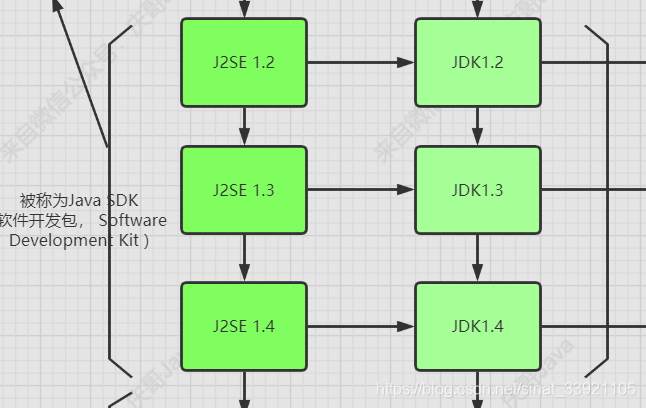 J2SE 1.2
JDK1.2
J2SE 1.3
JDK1.3
被称为Java SDK
软件开发包， Software
Development Kit )
J2SE 1.4
JDK1.4
来自微信公众号
https://blog.csdn.net/sinat_33921105